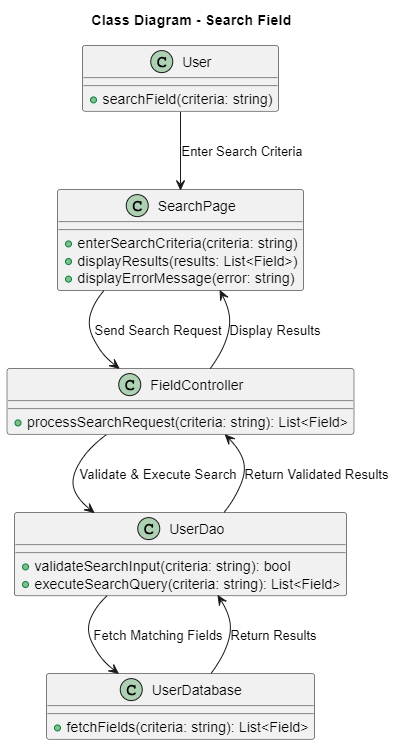 Class Diagram - Search Field
C User
searchField(criteria: string)
Enter Search Criteria
C SearchPage
enterSearchCriteria(criteria: string)
displayResults(results: List<Field>)
displayErrorMessage(error: string)
Send Search Request
Display Results
C FieldController
processSearchRequest(criteria: string): List<Field>
Validate & Execute Search
Return Validated Results
C UserDao
validateSearchInput(criteria: string): bool
executeSearchQuery(criteria: string): List<Field>
Fetch Matching Fields
Return Results
C UserDatabase
fetchFields(criteria: string): List<Field>